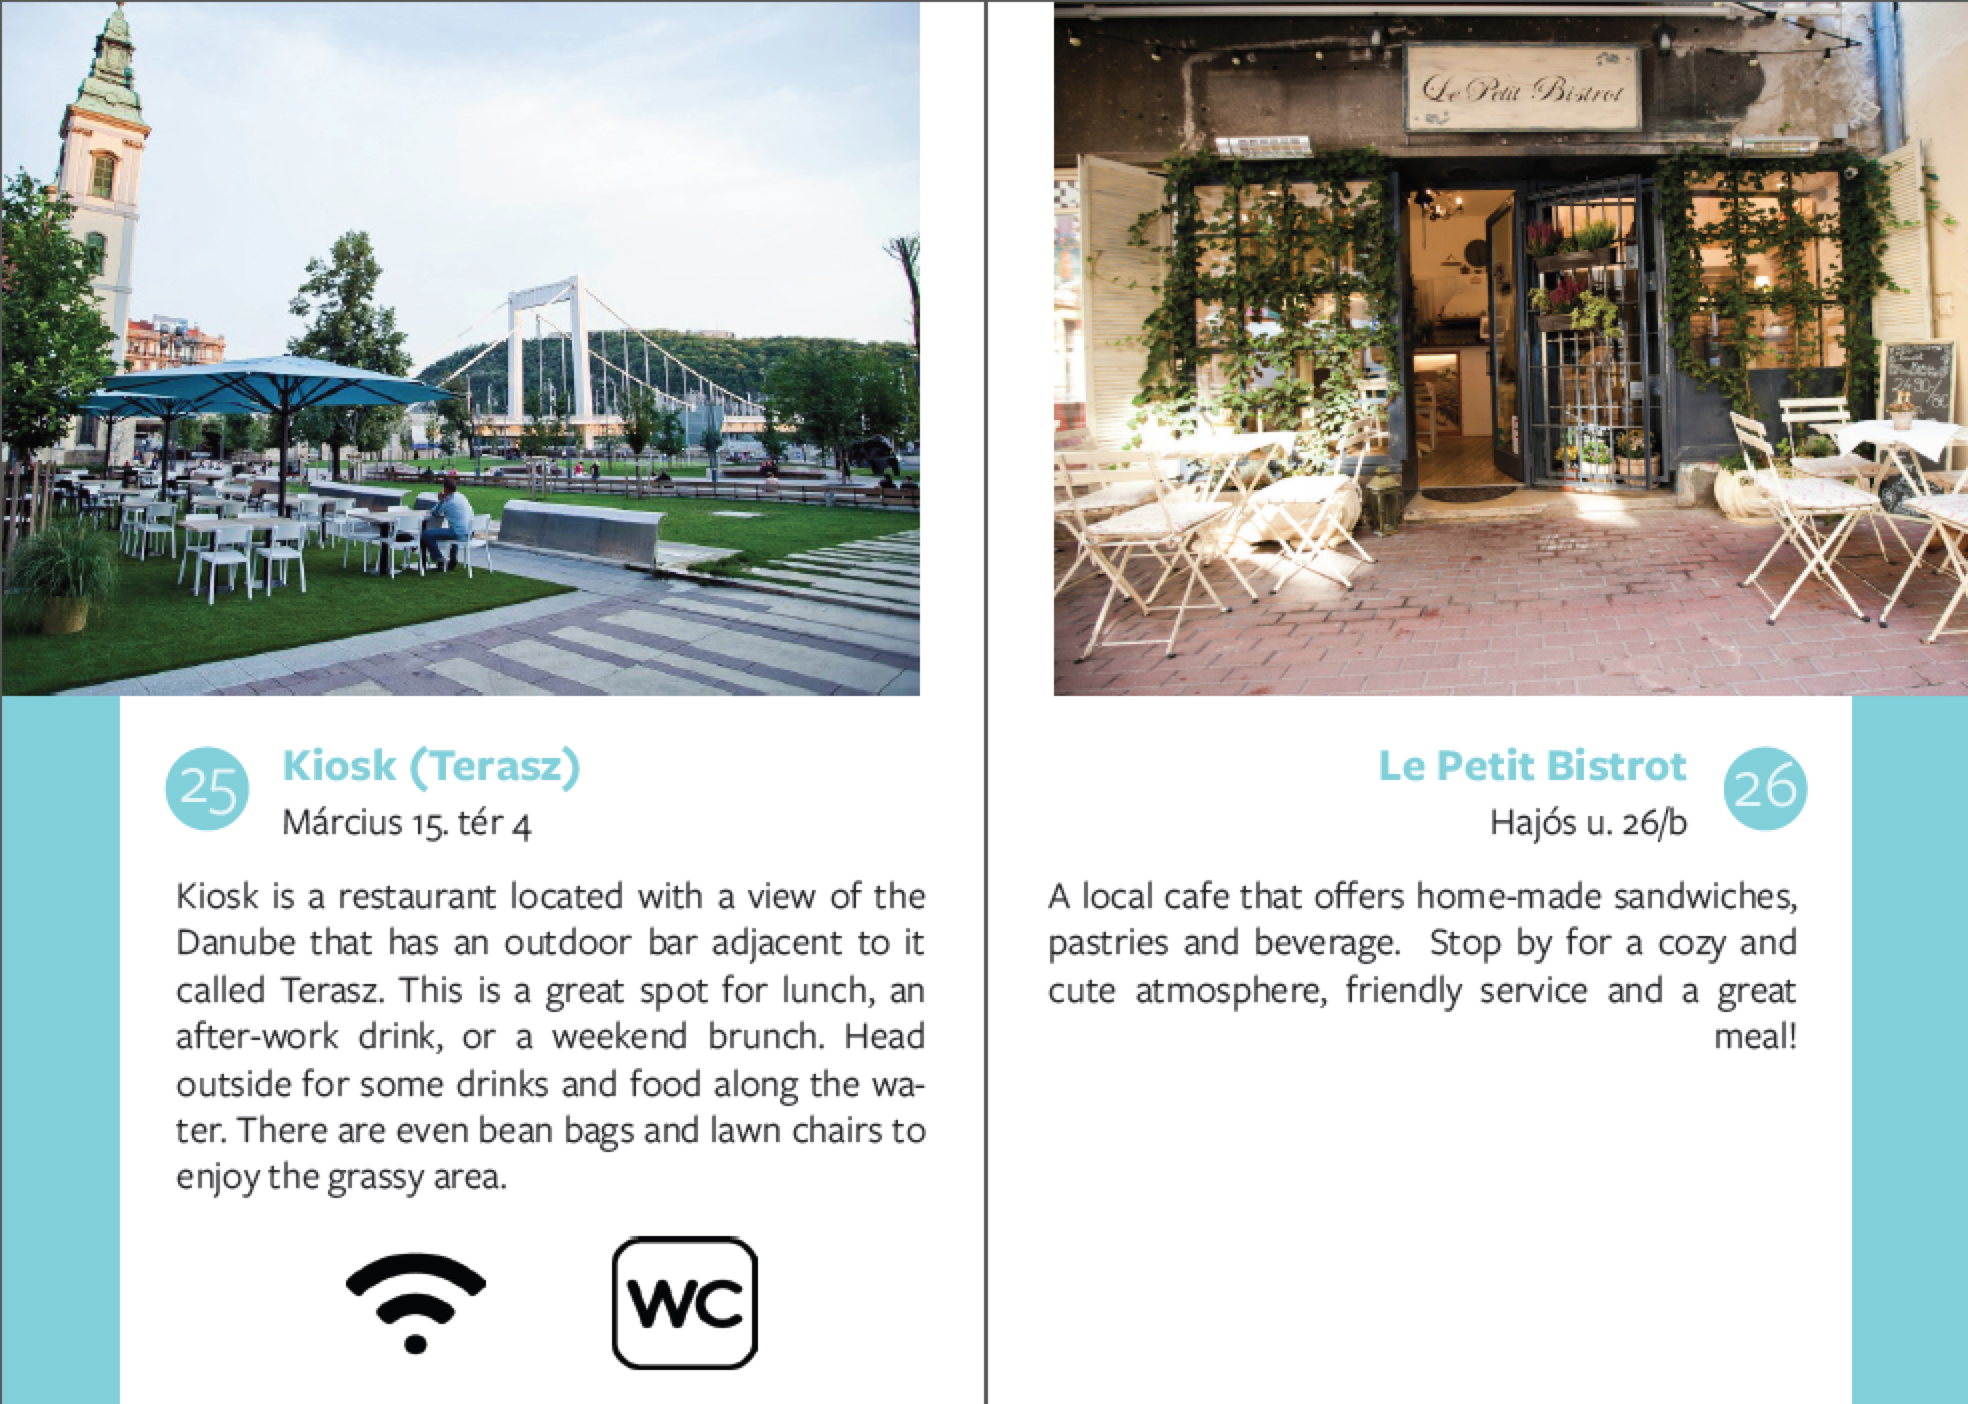 Le Petit Bistrot
25
Kiosk (Terasz)
Március 15. tér 4
Kiosk is a restaurant located with a view of the
Danube that has an outdoor bar adjacent to it
called Terasz. This is a great spot for lunch, an
after-work drink, or a weekend brunch. Head
outside for some drinks and food along the wa-
ter. There are even bean bags and lawn chairs to
enjoy the grassy area.
WC
Le Petit Bistrot
26
Hajós u. 26/b
A local cafe that offers home-made sandwiches,
pastries and beverage.  Stop by for a cozy and
cute atmosphere, friendly service and a great
meal!